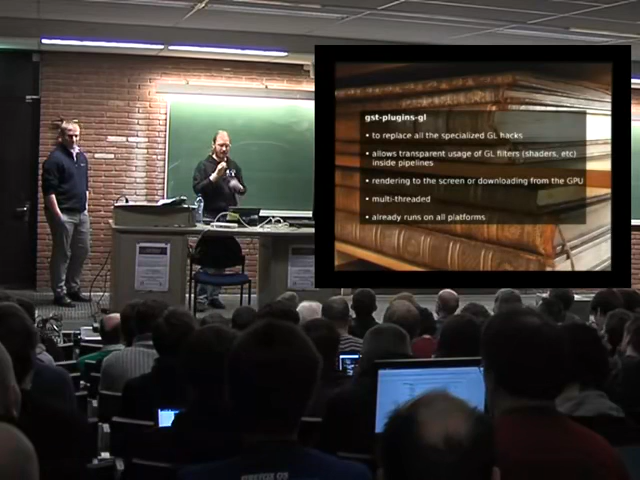 gst-plugins-gl
• to replace all the specialized GL hacks
• allows transparent usage of GL filters (shaders, etc)
inside pipelines
• rendering to the screen or downloading from the GPU
• multi-threaded
• already runs on all platforms